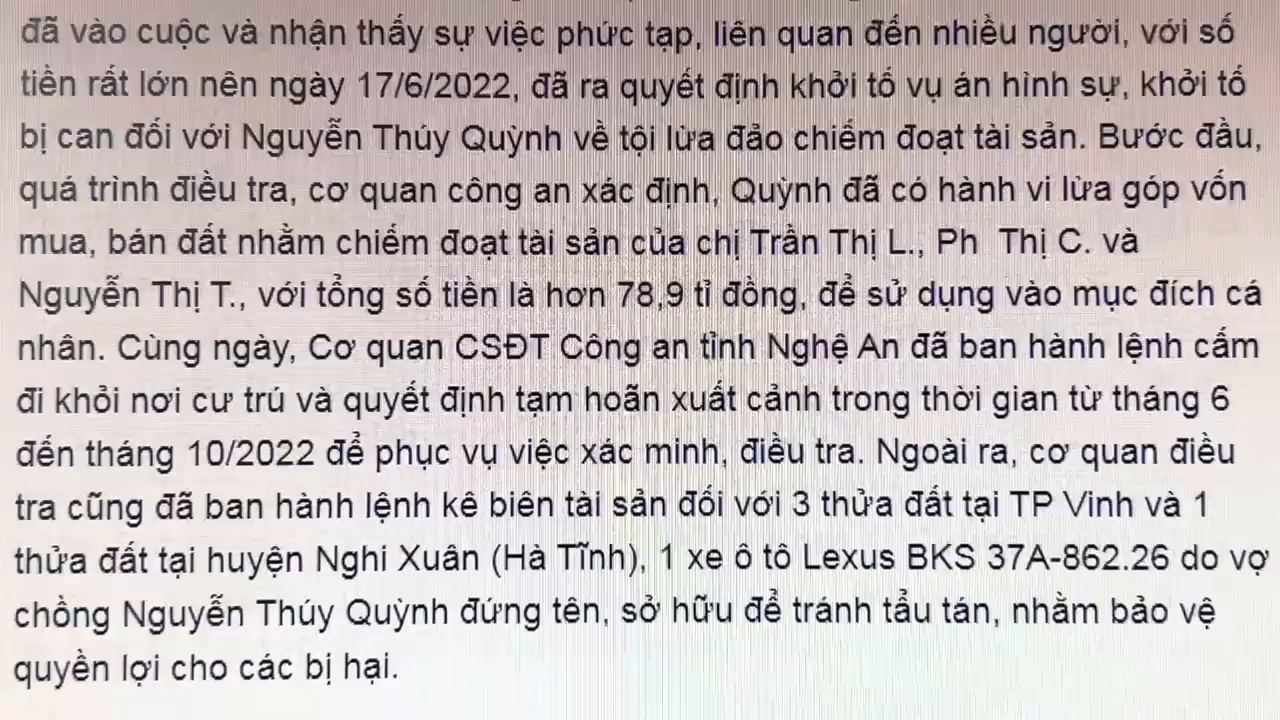 đã vào cuộc và nhận thấy sự việc phức tạp, liên quan đến nhiều người, với số
tiền rất lớn nên ngày 17/6/2022, đã ra quyết định khởi tố vụ án hình sự, khởi tố
bị can đối với Nguyễn Thúy Quỳnh về tội lừa đảo chiếm đoạt tài sản. Bước đầu,
quá trình điều tra, cơ quan công an xác định, Quỳnh đã có hành vi lừa góp vốn
mua, bán đất nhằm chiếm đoạt tài sản của chị Trần Thị L., Ph Thị C. và
Nguyễn Thị T., với tổng số tiền là hơn 78,9 tỉ đồng, để sử dụng vào mục đích cá
nhân. Cùng ngày, Cơ quan CSĐT Công an tỉnh Nghệ An đã ban hành lệnh cấm
đi khỏi nơi cư trú và quyết định tạm hoãn xuất cảnh trong thời gian từ tháng 6
đến tháng 10/2022 để phục vụ việc xác minh, điều tra. Ngoài ra, cơ quan điều
tra cũng đã ban hành lệnh kê biên tài sản đối với 3 thửa đất tại TP Vinh và 1
thửa đất tại huyện Nghi Xuân (Hà Tĩnh), 1 xe ô tô Lexus BKS 37A-862.26 do vợ
chồng Nguyễn Thúy Quỳnh đứng tên, sở hữu để tránh tẩu tán, nhằm bảo vệ
quyền lợi cho các bị hại.